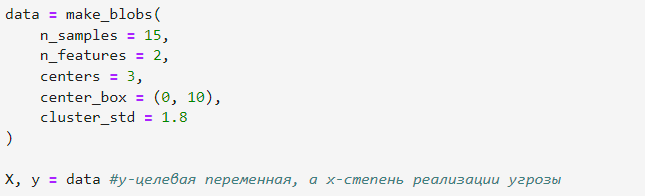 data = make_blobs(
    n_samples = 15,
    n_features = 2,
    centers = 3,
    center_box = (0, 10),
    cluster_std = 1.8
)
X, y = data #y-целевая переменная, а x-степень реализации угрозы